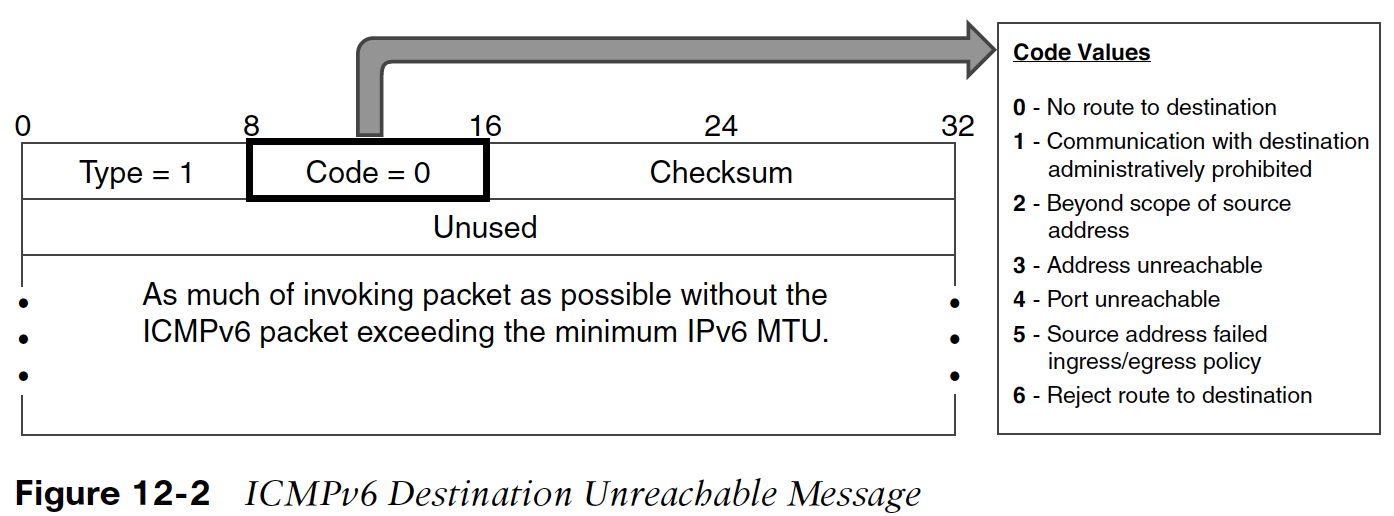 0 8 16 24 32
Type = 1 Code = 0 Checksum
Unused
As much of invoking packet as possible without the
ICMPv6 packet exceeding the minimum IPv6 MTU.
Code Values
0 - No route to destination
1 - Communication with destination
administratively prohibited
2 - Beyond scope of source
address
3 - Address unreachable
4 - Port unreachable
5 - Source address failed
ingress/egress policy
6 - Reject route to destination
Figure 12-2 ICMPv6 Destination Unreachable Message